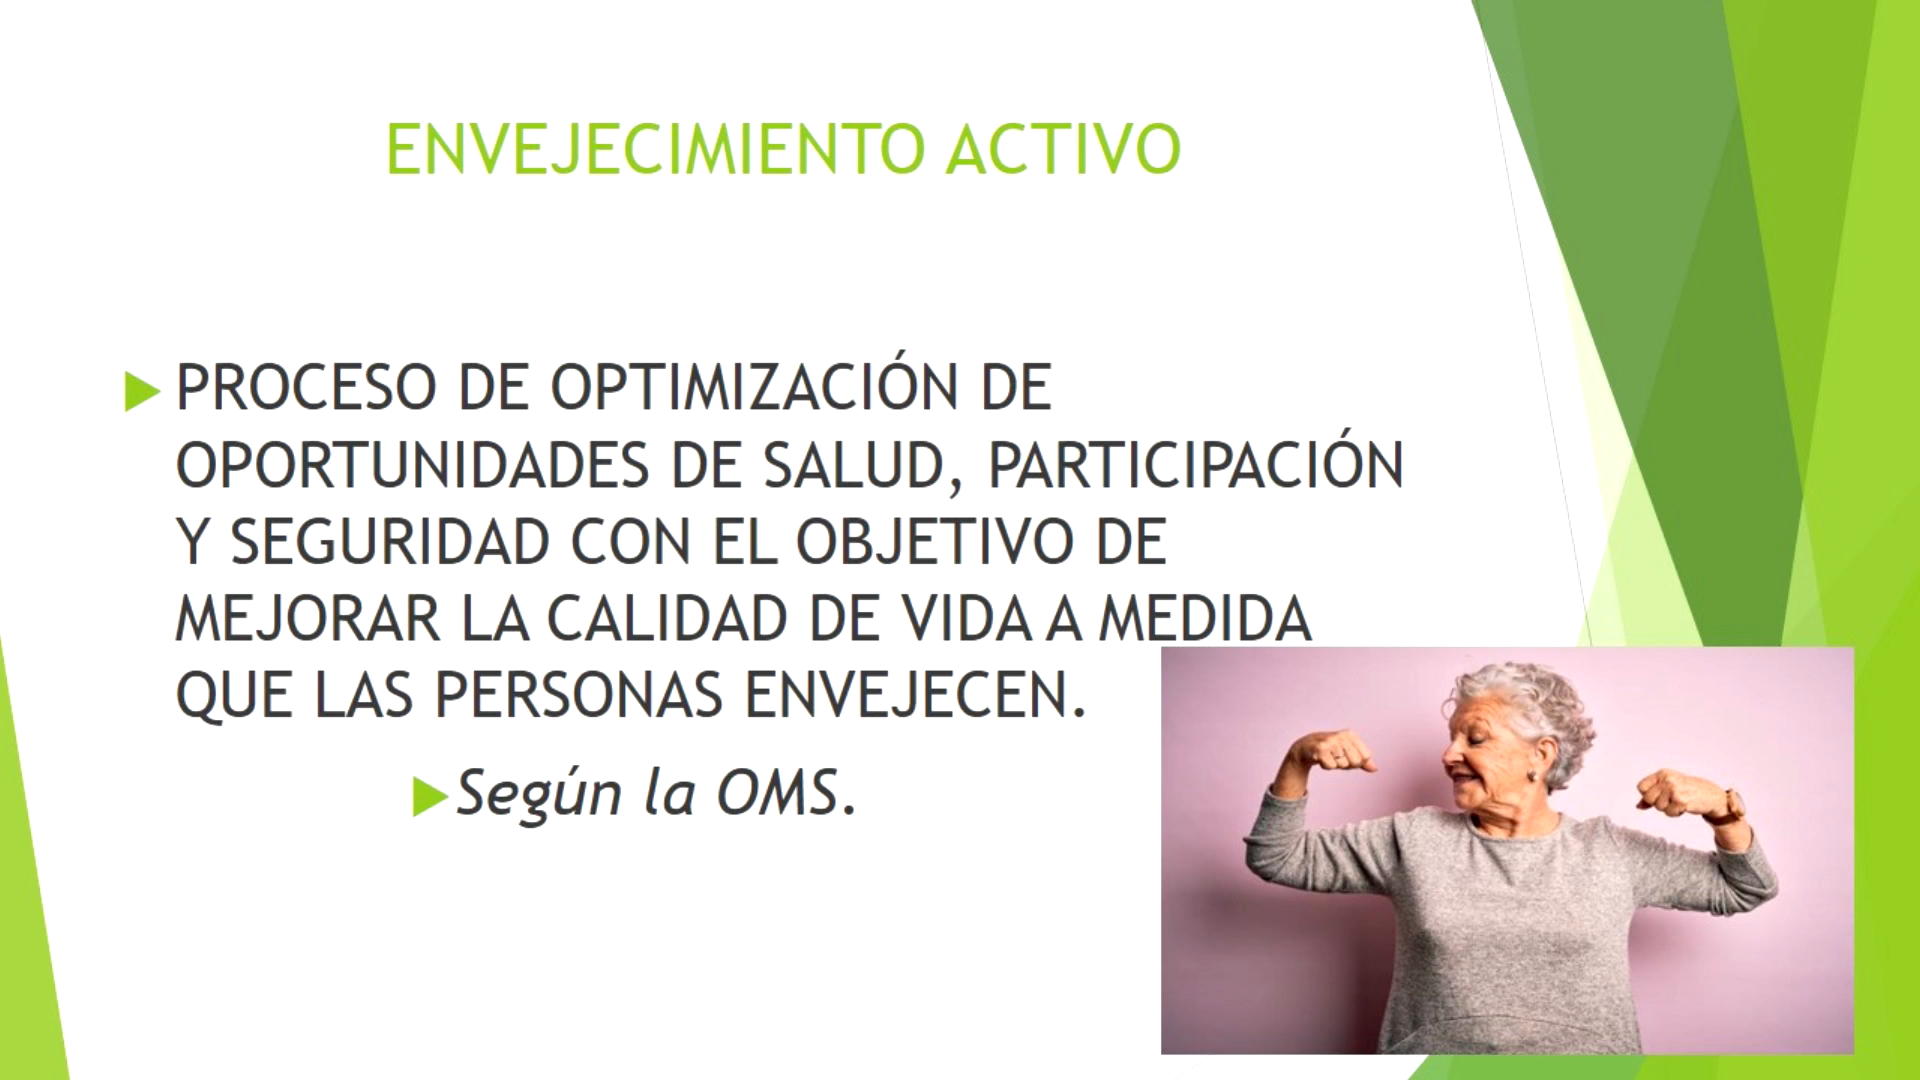 ENVEJECIMIENTO ACTIVO
PROCESO DE OPTIMIZACIÓN DE
OPORTUNIDADES DE SALUD, PARTICIPACIÓN
Y SEGURIDAD CON EL OBJETIVO DE
MEJORAR LA CALIDAD DE VIDA A MEDIDA
QUE LAS PERSONAS ENVEJECEN.
Según la OMS.